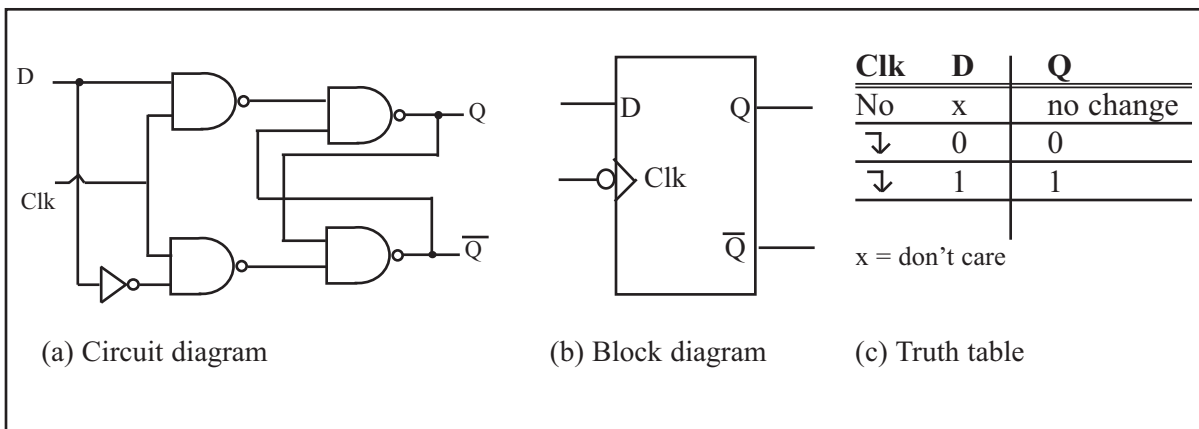 D
Clk
Q
Q̅
(a) Circuit diagram
D
Clk
Q
Q̅
(b) Block diagram
Clk D Q
No x no change
0 0
1 1
x = don’t care
(c) Truth table